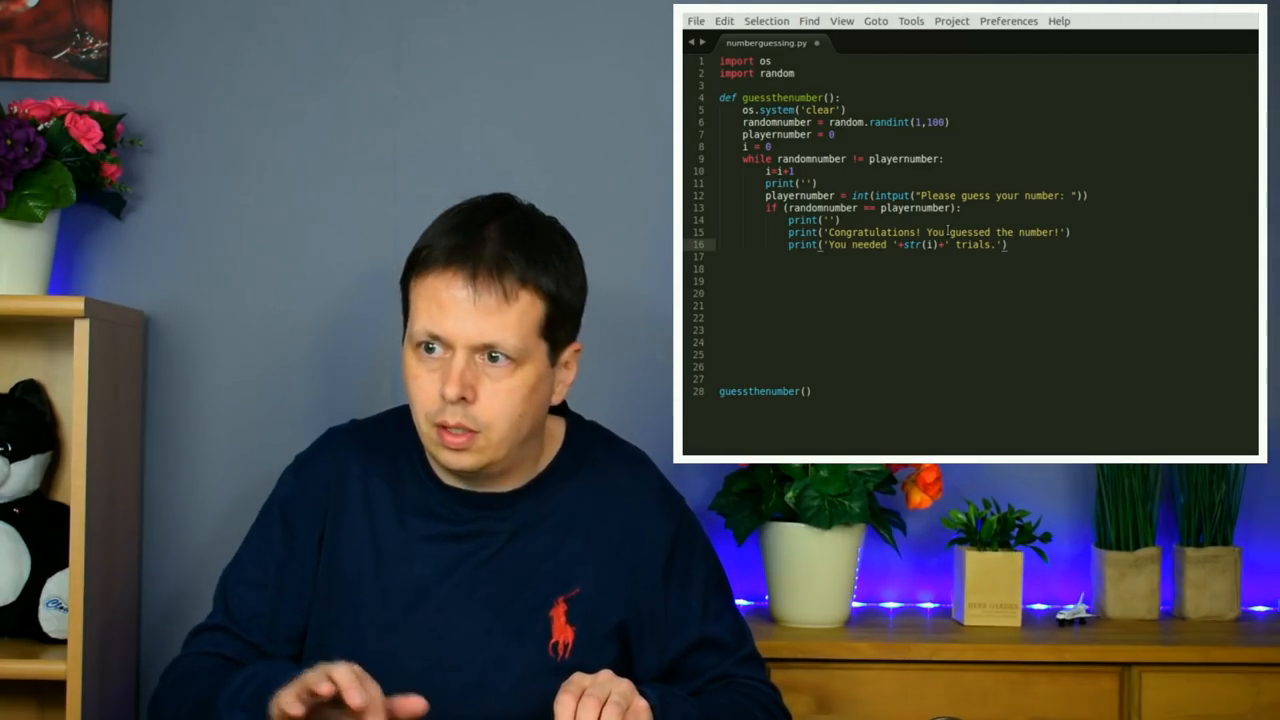 File Edit Selection Find View Goto Tools Project Preferences Help
numberguessing.py
1 import os
2 import random
3
4 def guessthenumber():
5 os.system('clear')
6 randomnumber = random.randint(1,100)
7 playernumber = 0
8 i = 0
9 while randomnumber != playernumber:
10 i=i+1
11 print('')
12 playernumber = int(intput("Please guess your number: "))
13 if (randomnumber == playernumber):
14 print('')
15 print('Congratulations! You guessed the number!')
16 print('You needed '+str(i)+' trials.')
17
18
19
20
21
22
23
24
25
26
27
28 guessthenumber()
HERB GARDEN